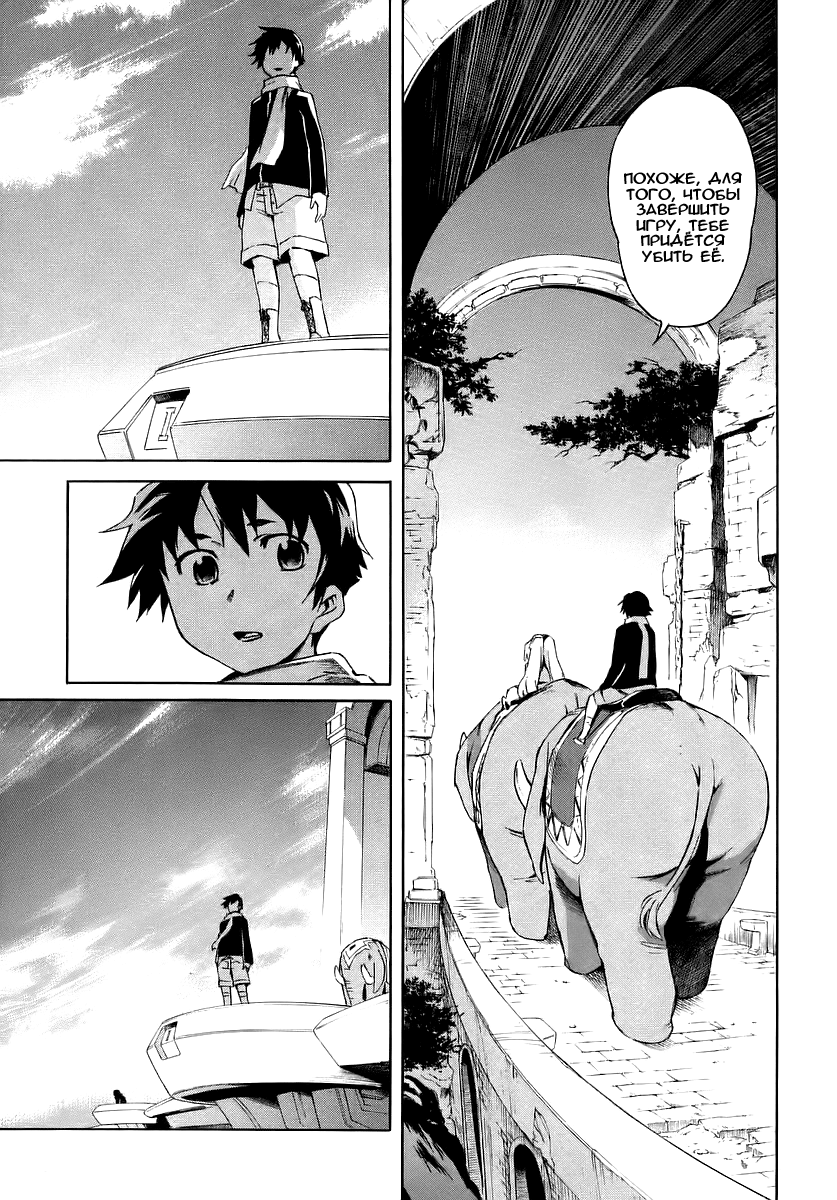 ПОХОЖЕ, ДЛЯ
ТОГО, ЧТОБЫ
ЗАВЕРШИТЬ
ИГРУ, ТЕБЕ
ПРИДЁТСЯ
УБИТЬ ЕЁ.